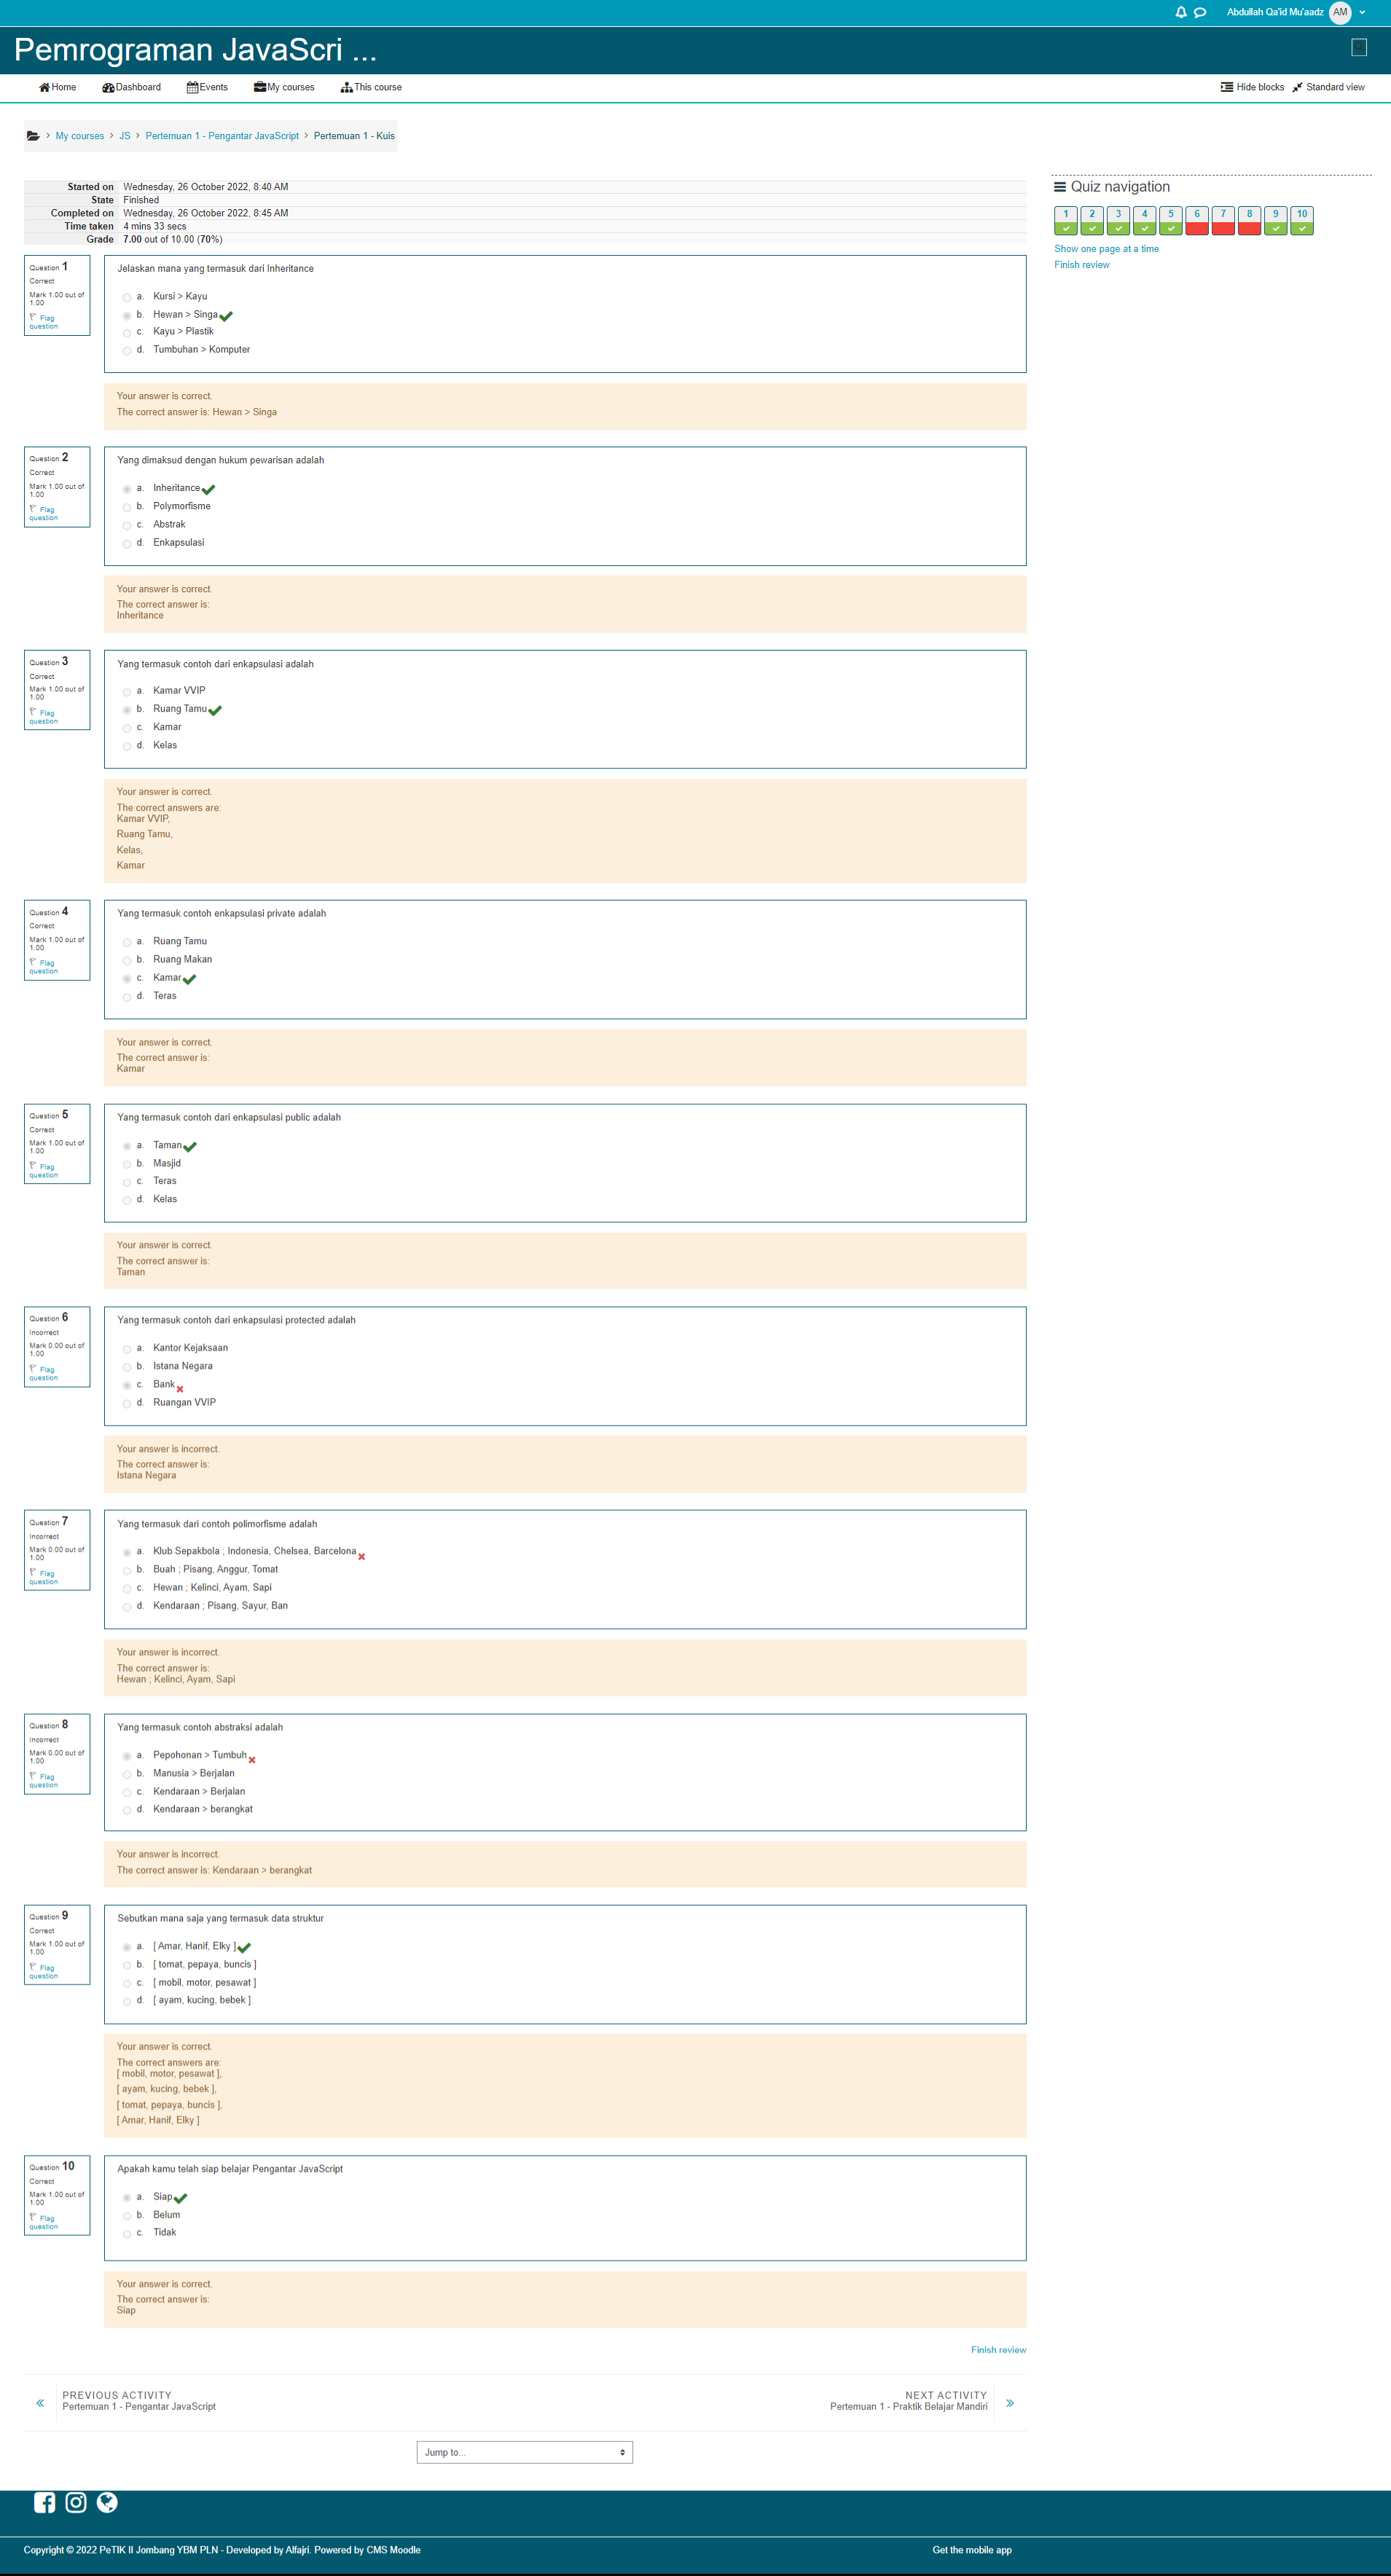 Abdullah Qa'id Mu'aadz AM
Pemrograman JavaScri ...
Home Dashboard Events My courses This course Hide blocks Standard view
My courses JS Pertemuan 1 - Pengantar JavaScript Pertemuan 1 - Kuis
Started on Wednesday, 26 October 2022, 8:40 AM
State Finished
Completed on Wednesday, 26 October 2022, 8:45 AM
Time taken 4 mins 33 secs
Grade 7.00 out of 10.00 (70%)
Quiz navigation
1 2 3 4 5 6 7 8 9 10
Show one page at a time
Finish review
Question 1
Correct
Mark 1.00 out of
1.00
Flag
question
Jelaskan mana yang termasuk dari Inheritance
a. Kursi > Kayu
b. Hewan > Singa
c. Kayu > Plastik
d. Tumbuhan > Komputer
Your answer is correct.
The correct answer is: Hewan > Singa
Question 2
Correct
Mark 1.00 out of
1.00
Flag
question
Yang dimaksud dengan hukum pewarisan adalah
a. Inheritance
b. Polymorfisme
c. Abstrak
d. Enkapsulasi
Your answer is correct.
The correct answer is:
Inheritance
Question 3
Correct
Mark 1.00 out of
1.00
Flag
question
Yang termasuk contoh dari enkapsulasi adalah
a. Kamar VVIP
b. Ruang Tamu
c. Kamar
d. Kelas
Your answer is correct.
The correct answers are:
Kamar VVIP,
Ruang Tamu,
Kelas,
Kamar
Question 4
Correct
Mark 1.00 out of
1.00
Flag
question
Yang termasuk contoh enkapsulasi private adalah
a. Ruang Tamu
b. Ruang Makan
c. Kamar
d. Teras
Your answer is correct.
The correct answer is:
Kamar
Question 5
Correct
Mark 1.00 out of
1.00
Flag
question
Yang termasuk contoh dari enkapsulasi public adalah
a. Taman
b. Masjid
c. Teras
d. Kelas
Your answer is correct.
The correct answer is:
Taman
Question 6
Incorrect
Mark 0.00 out of
1.00
Flag
question
Yang termasuk contoh dari enkapsulasi protected adalah
a. Kantor Kejaksaan
b. Istana Negara
c. Bank
d. Ruangan VVIP
Your answer is incorrect.
The correct answer is:
Istana Negara
Question 7
Incorrect
Mark 0.00 out of
1.00
Flag
question
Yang termasuk dari contoh polimorfisme adalah
a. Klub Sepakbola ; Indonesia, Chelsea, Barcelona
b. Buah ; Pisang, Anggur, Tomat
c. Hewan ; Kelinci, Ayam, Sapi
d. Kendaraan ; Pisang, Sayur, Ban
Your answer is incorrect.
The correct answer is:
Hewan ; Kelinci, Ayam, Sapi
Question 8
Incorrect
Mark 0.00 out of
1.00
Flag
question
Yang termasuk contoh abstraksi adalah
a. Pepohonan > Tumbuh
b. Manusia > Berjalan
c. Kendaraan > Berjalan
d. Kendaraan > berangkat
Your answer is incorrect.
The correct answer is: Kendaraan > berangkat
Question 9
Correct
Mark 1.00 out of
1.00
Flag
question
Sebutkan mana saja yang termasuk data struktur
a. [ Amar, Hanif, Elky ]
b. [ tomat, pepaya, buncis ]
c. [ mobil, motor, pesawat ]
d. [ ayam, kucing, bebek ]
Your answer is correct.
The correct answers are:
[ mobil, motor, pesawat ],
[ ayam, kucing, bebek ],
[ tomat, pepaya, buncis ],
[ Amar, Hanif, Elky ]
Question 10
Correct
Mark 1.00 out of
1.00
Flag
question
Apakah kamu telah siap belajar Pengantar JavaScript
a. Siap
b. Belum
c. Tidak
Your answer is correct.
The correct answer is:
Siap
Finish review
PREVIOUS ACTIVITY
Pertemuan 1 - Pengantar JavaScript
NEXT ACTIVITY
Pertemuan 1 - Praktik Belajar Mandiri
Jump to...
Copyright © 2022 PeTIK II Jombang YBM PLN - Developed by Alfajri. Powered by CMS Moodle
Get the mobile app